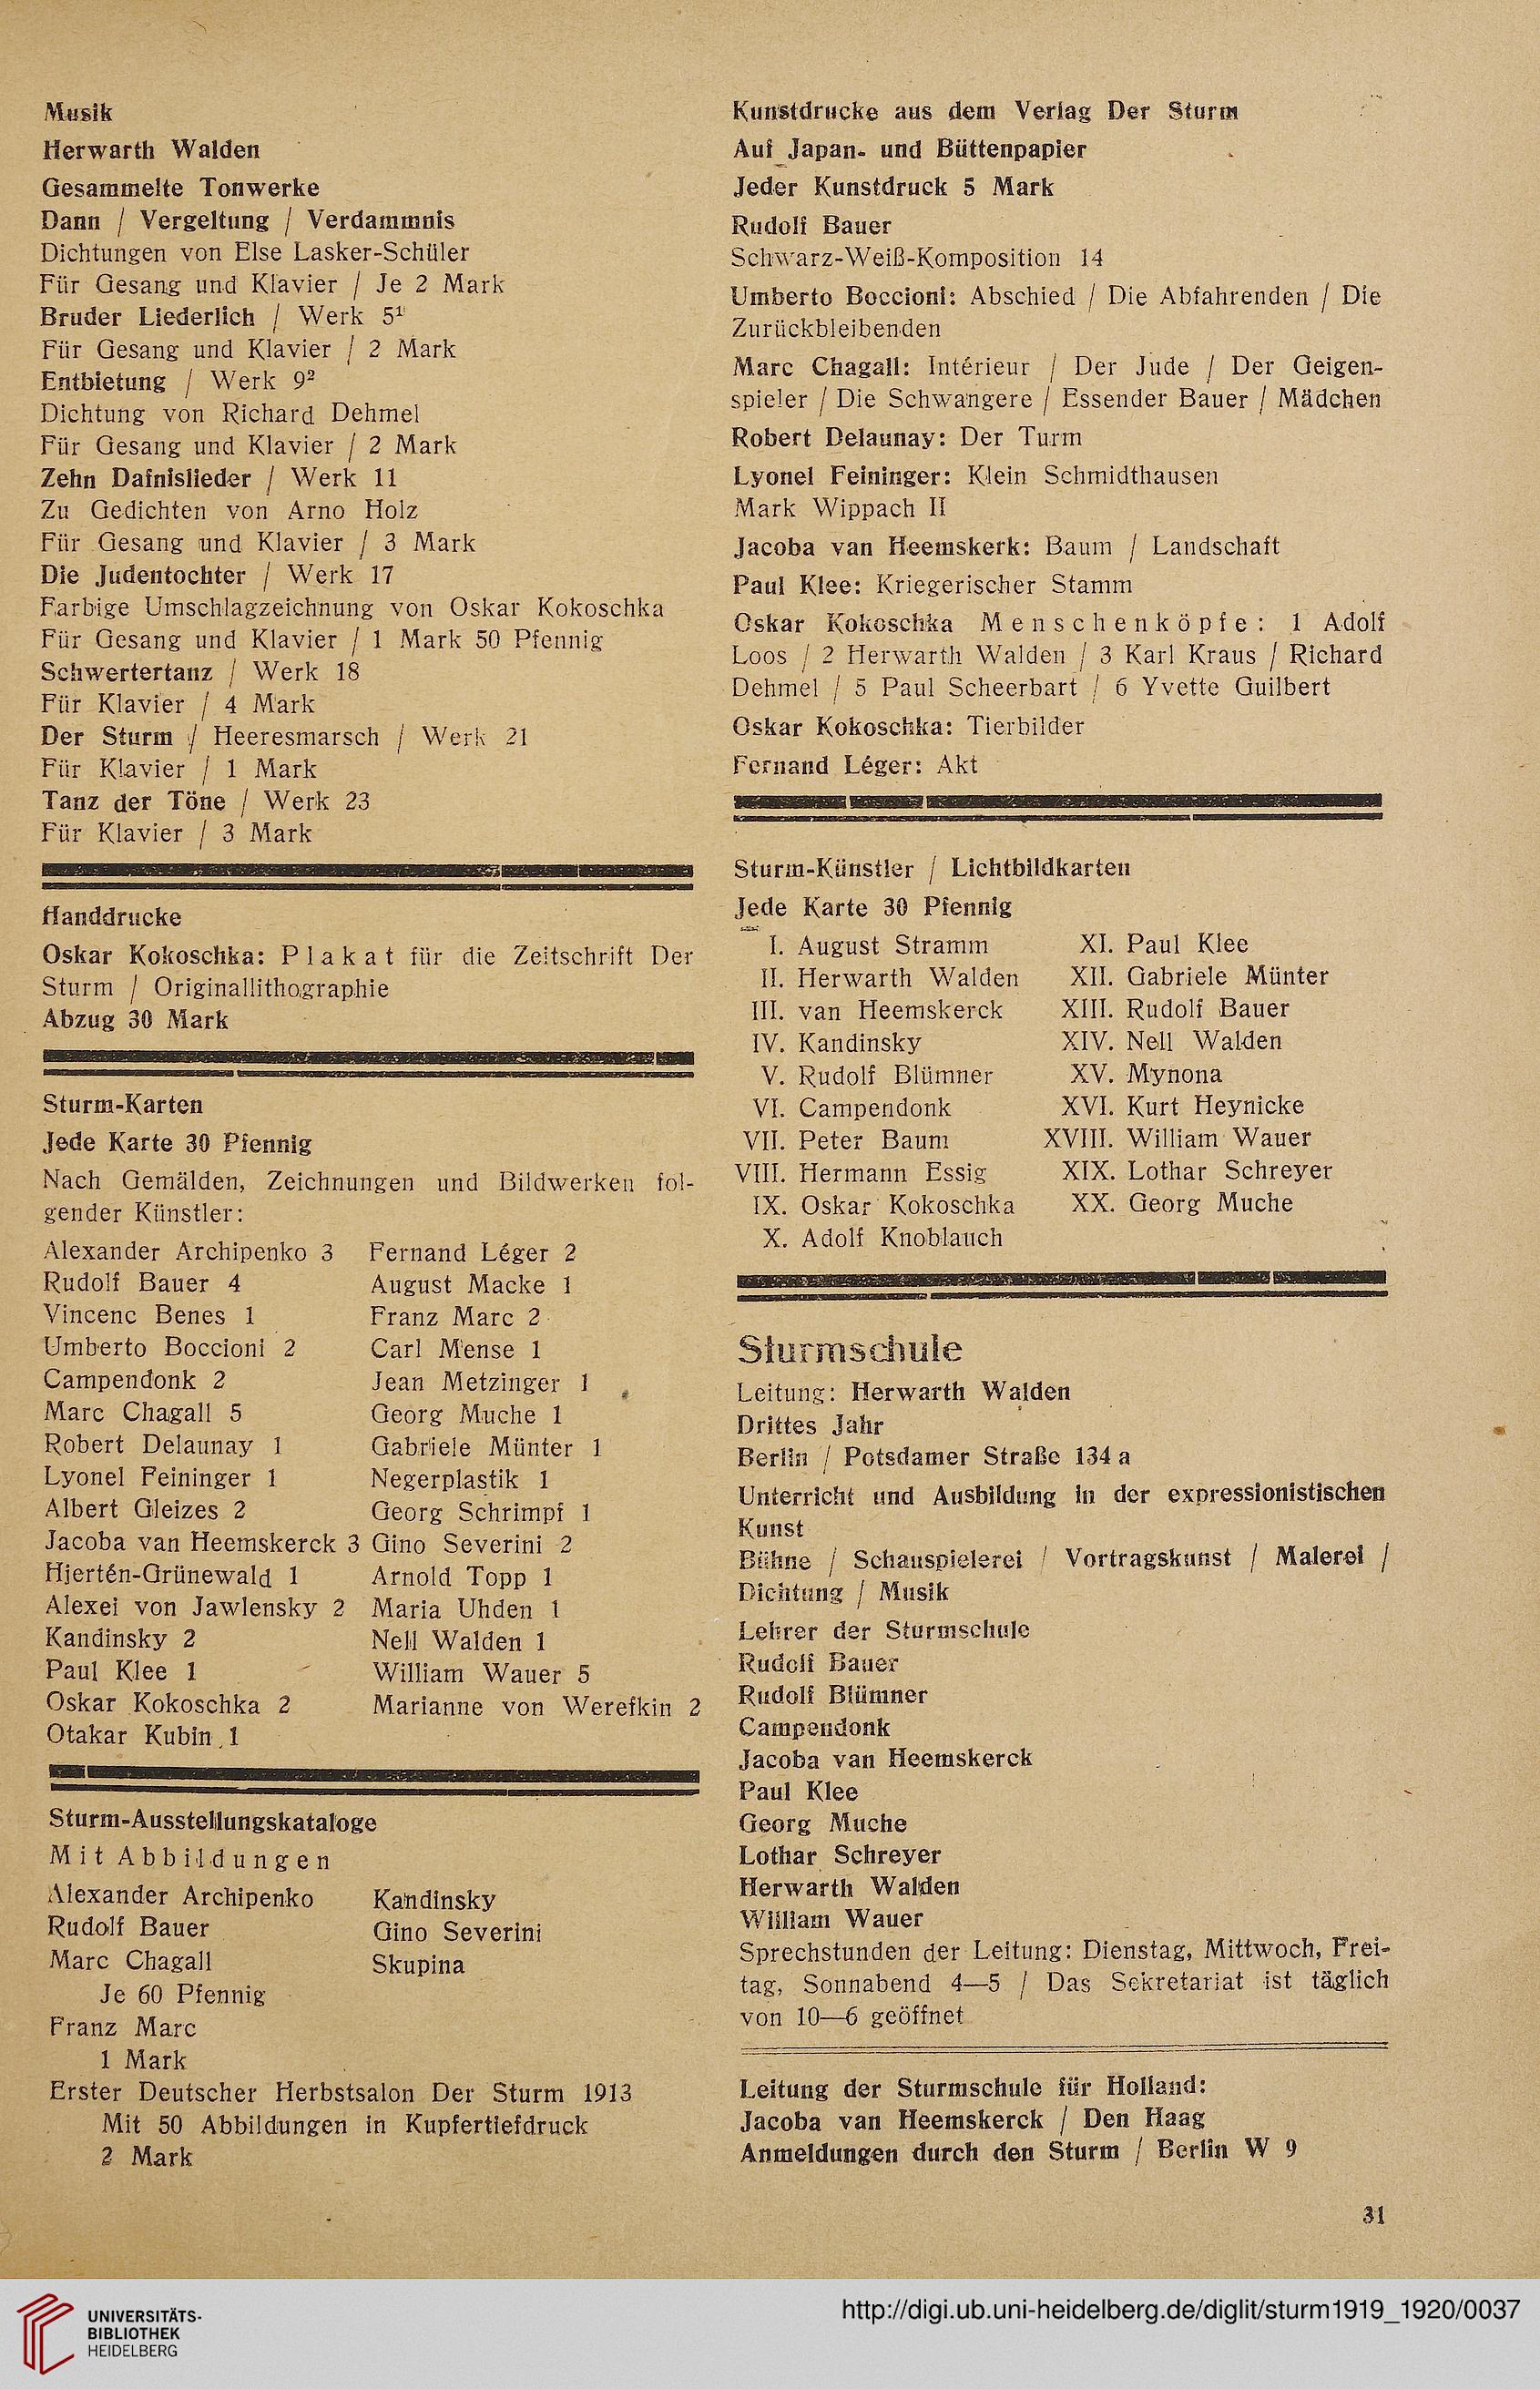 Musik
Herwarth Walden
Gesammelte Tonwerke
Dann / Vergeltung / Verdammnis
Dichtungen von Else Lasker-Schüler
Für Gesang und Klavier / Je 2 Mark
Bruder Liederlich / Werk 5¹
Für Gesang und Klavier / 2 Mark
Entbietung / Werk 9²
Dichtung von Richard Dehmel
Für Gesang und Klavier / 2 Mark
Zehn Dafnislieder / Werk 11
Zu Gedichten von Arno Holz
Für Gesang und Klavier / 3 Mark
Die Judentochter / Werk 17
Farbige Umschlagzeichnung von Oskar Kokoschka
Für Gesang und Klavier / 1 Mark 50 Pfennig
Schwertertanz / Werk 18
Für Klavier / 4 Mark
Der Sturm / Heeresmarsch / Werk 21
Für Klavier / 1 Mark
Tanz der Töne / Werk 23
Für Klavier / 3 Mark
Handdrucke
Oskar Kokoschka: Plakat für die Zeitschrift Der
Sturm / Originallithographie
Abzug 30 Mark
Sturm-Karten
Jede Karte 30 Pfennig
Nach Gemälden, Zeichnungen und Bildwerken fol-
gender Künstler:
Alexander Archipenko 3
Rudolf Bauer 4
Vincenc Benes 1
Umberto Boccioni 2
Campendonk 2
Marc Chagall 5
Robert Delaunay 1
Lyonel Feininger 1
Albert Gleizes 2
Jacoba van Heemskerck 3
Hjertén-Grünewald 1
Alexei von Jawlensky 2
Kandinsky 2
Paul Klee 1
Oskar Kokoschka 2
Otakar Kubin 1
Fernand Léger 2
August Macke 1
Franz Marc 2
Carl Mense 1
Jean Metzinger 1
Georg Muche 1
Gabriele Münter 1
Negerplastik 1
Georg Schrimpf 1
Gino Severini 2
Arnold Topp 1
Maria Uhden 1
Nell Walden 1
William Wauer 5
Marianne von Werefkin 2
Sturm-Ausstellungskataloge
Mit Abbildungen
Alexander Archipenko
Rudolf Bauer
Marc Chagall
Kandinsky
Gino Severini
Skupina
Je 60 Pfennig
Franz Marc
1 Mark
Erster Deutscher Herbstsalon Der Sturm 1913
Mit 50 Abbildungen in Kupfertiefdruck
2 Mark
Kunstdrucke aus dem Verlag Der Sturm
Auf Japan- und Büttenpapier
Jeder Kunstdruck 5 Mark
Rudolf Bauer
Schwarz-Weiß-Komposition 14
Umberto Boccioni: Abschied / Die Abfahrenden / Die
Zurückbleibenden
Marc Chagall: Intérieur / Der Jude / Der Geigen-
spieler / Die Schwangere / Essender Bauer / Mädchen
Robert Delaunay: Der Turm
Lyonel Feininger: Klein Schmidthausen
Mark Wippach II
Jacoba van Heemskerk: Baum / Landschaft
Paul Klee: Kriegerischer Stamm
Oskar Kokoschka Menschenköpfe: 1 Adolf
Loos / 2 Herwarth Walden / 3 Karl Kraus / Richard
Dehmel / 5 Paul Scheerbart / 6 Yvette Guilbert
Oskar Kokoschka: Tierbilder
Fernand Léger: Akt
Sturm-Künstler / Lichtbildkarten
Jede Karte 30 Pfennig
I. August Stramm
II. Herwarth Walden
III. van Heemskerck
IV. Kandinsky
V. Rudolf Blümner
VI. Campendonk
VII. Peter Baum
VIII. Hermann Essig
IX. Oskar Kokoschka
X. Adolf Knoblauch
XI. Paul Klee
XII. Gabriele Münter
XIII. Rudolf Bauer
XIV. Nell Walden
XV. Mynona
XVI. Kurt Heynicke
XVIII. William Wauer
XIX. Lothar Schreyer
XX. Georg Muche
Sturmschule
Leitung: Herwarth Walden
Drittes Jahr
Berlin / Potsdamer Straße 134 a
Unterricht und Ausbildung in der expressionistischen
Kunst
Bühne / Schauspielerei / Vortragskunst / Malerei /
Dichtung / Musik
Lehrer der Sturmschule
Rudolf Bauer
Rudolf Blümner
Campendonk
Jacoba van Heemskerck
Paul Klee
Georg Muche
Lothar Schreyer
Herwarth Walden
William Wauer
Sprechstunden der Leitung: Dienstag, Mittwoch, Frei-
tag, Sonnabend 4—5 / Das Sekretariat ist täglich
von 10—6 geöffnet
Leitung der Sturmschule für Holland:
Jacoba van Heemskerck / Den Haag
Anmeldungen durch den Sturm / Berlin W 9
31
UNIVERSITÄTS-
BIBLIOTHEK
HEIDELBERG
http://digi.ub.uni-heidelberg.de/diglit/sturm1919_1920/0037